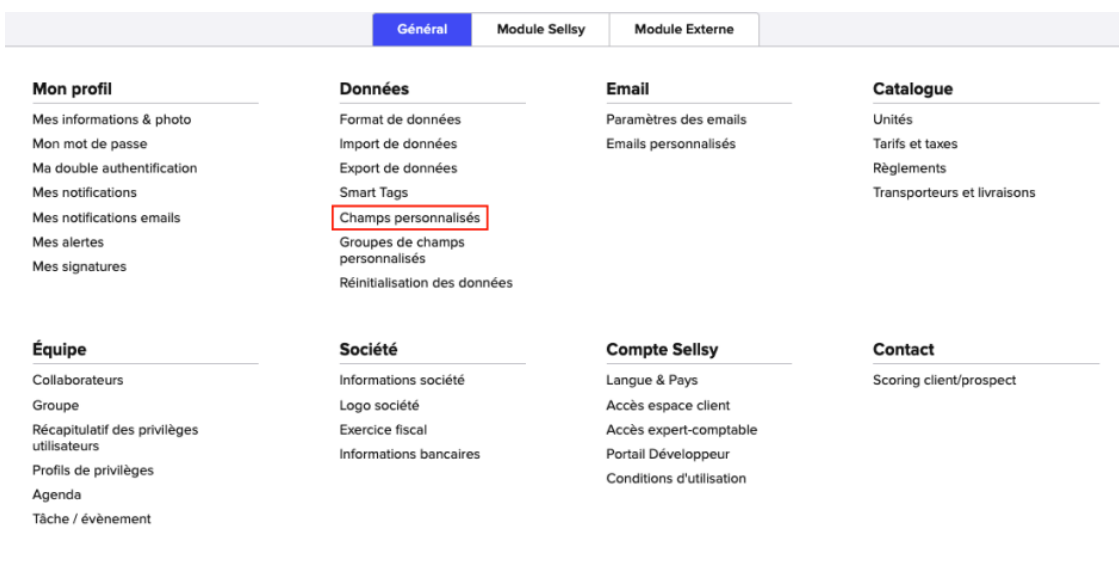 Général
Module Sellsy
Module Externe
Mon profil
Mes informations & photo
Mon mot de passe
Ma double authentification
Mes notifications
Mes notifications emails
Mes alertes
Mes signatures
Données
Format de données
Import de données
Export de données
Smart Tags
Champs personnalisés
Groupes de champs
personnalisés
Réinitialisation des données
Email
Paramètres des emails
Emails personnalisés
Catalogue
Unités
Tarifs et taxes
Règlements
Transporteurs et livraisons
Équipe
Collaborateurs
Groupe
Récapitulatif des privilèges
utilisateurs
Profils de privilèges
Agenda
Tâche / évènement
Société
Informations société
Logo société
Exercice fiscal
Informations bancaires
Compte Sellsy
Langue & Pays
Accès espace client
Accès expert-comptable
Portail Développeur
Conditions d'utilisation
Contact
Scoring client/prospect